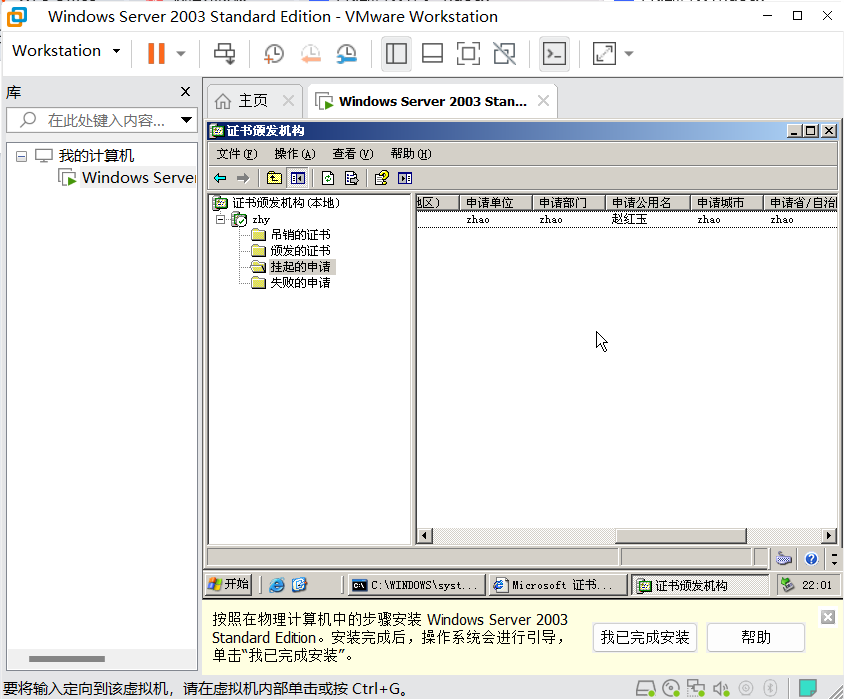 Windows Server 2003 Standard Edition - VMware Workstation
Workstation
库
在此处键入内容...
我的计算机
Windows Server
主页
Windows Server 2003 Stan...
证书颁发机构
文件(F) 操作(A) 查看(V) 帮助(H)
证书颁发机构(本地)
zhy
吊销的证书
颁发的证书
挂起的申请
失败的申请
区) 申请单位 申请部门 申请公用名 申请城市 申请省/自治
zhao zhao 赵红玉 zhao zhao
开始 C:\WINDOWS\syst... Microsoft 证书... 证书颁发机构 22:01
按照在物理计算机中的步骤安装 Windows Server 2003
Standard Edition。安装完成后，操作系统会进行引导，
单击“我已完成安装”。
我已完成安装 帮助
要将输入定向到该虚拟机，请在虚拟机内部单击或按 Ctrl+G。